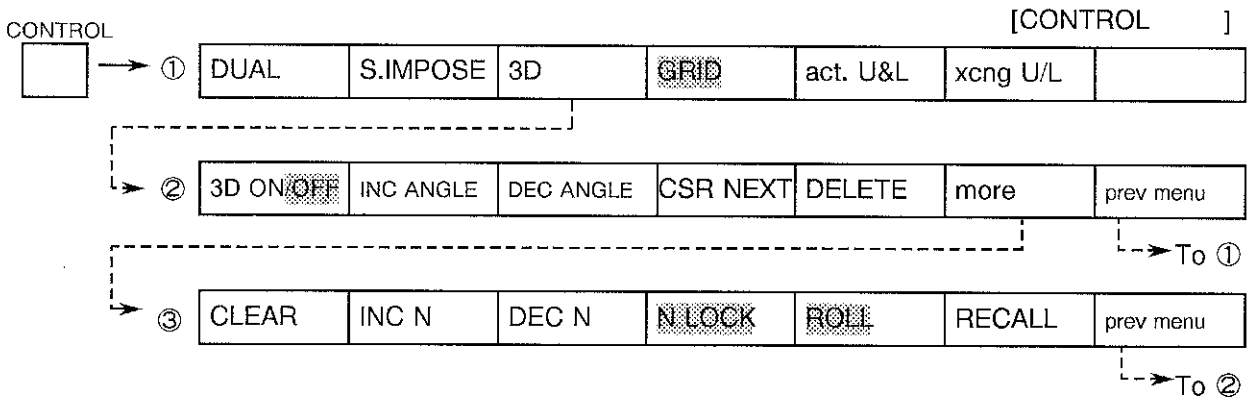 [CONTROL ]
CONTROL
① DUAL S.IMPOSE 3D GRID act. U&L xcng U/L
② 3D ON/OFF INC ANGLE DEC ANGLE CSR NEXT DELETE more prev menu
To ①
③ CLEAR INC N DEC N N LOCK ROLL RECALL prev menu
To ②